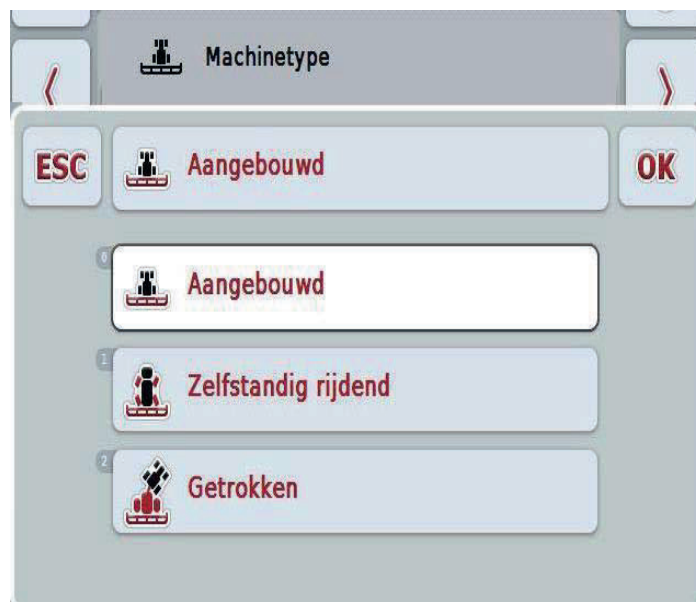 Machinetype
ESC
Aangebouwd
OK
0
Aangebouwd
1
Zelfstandig rijdend
2
Getrokken